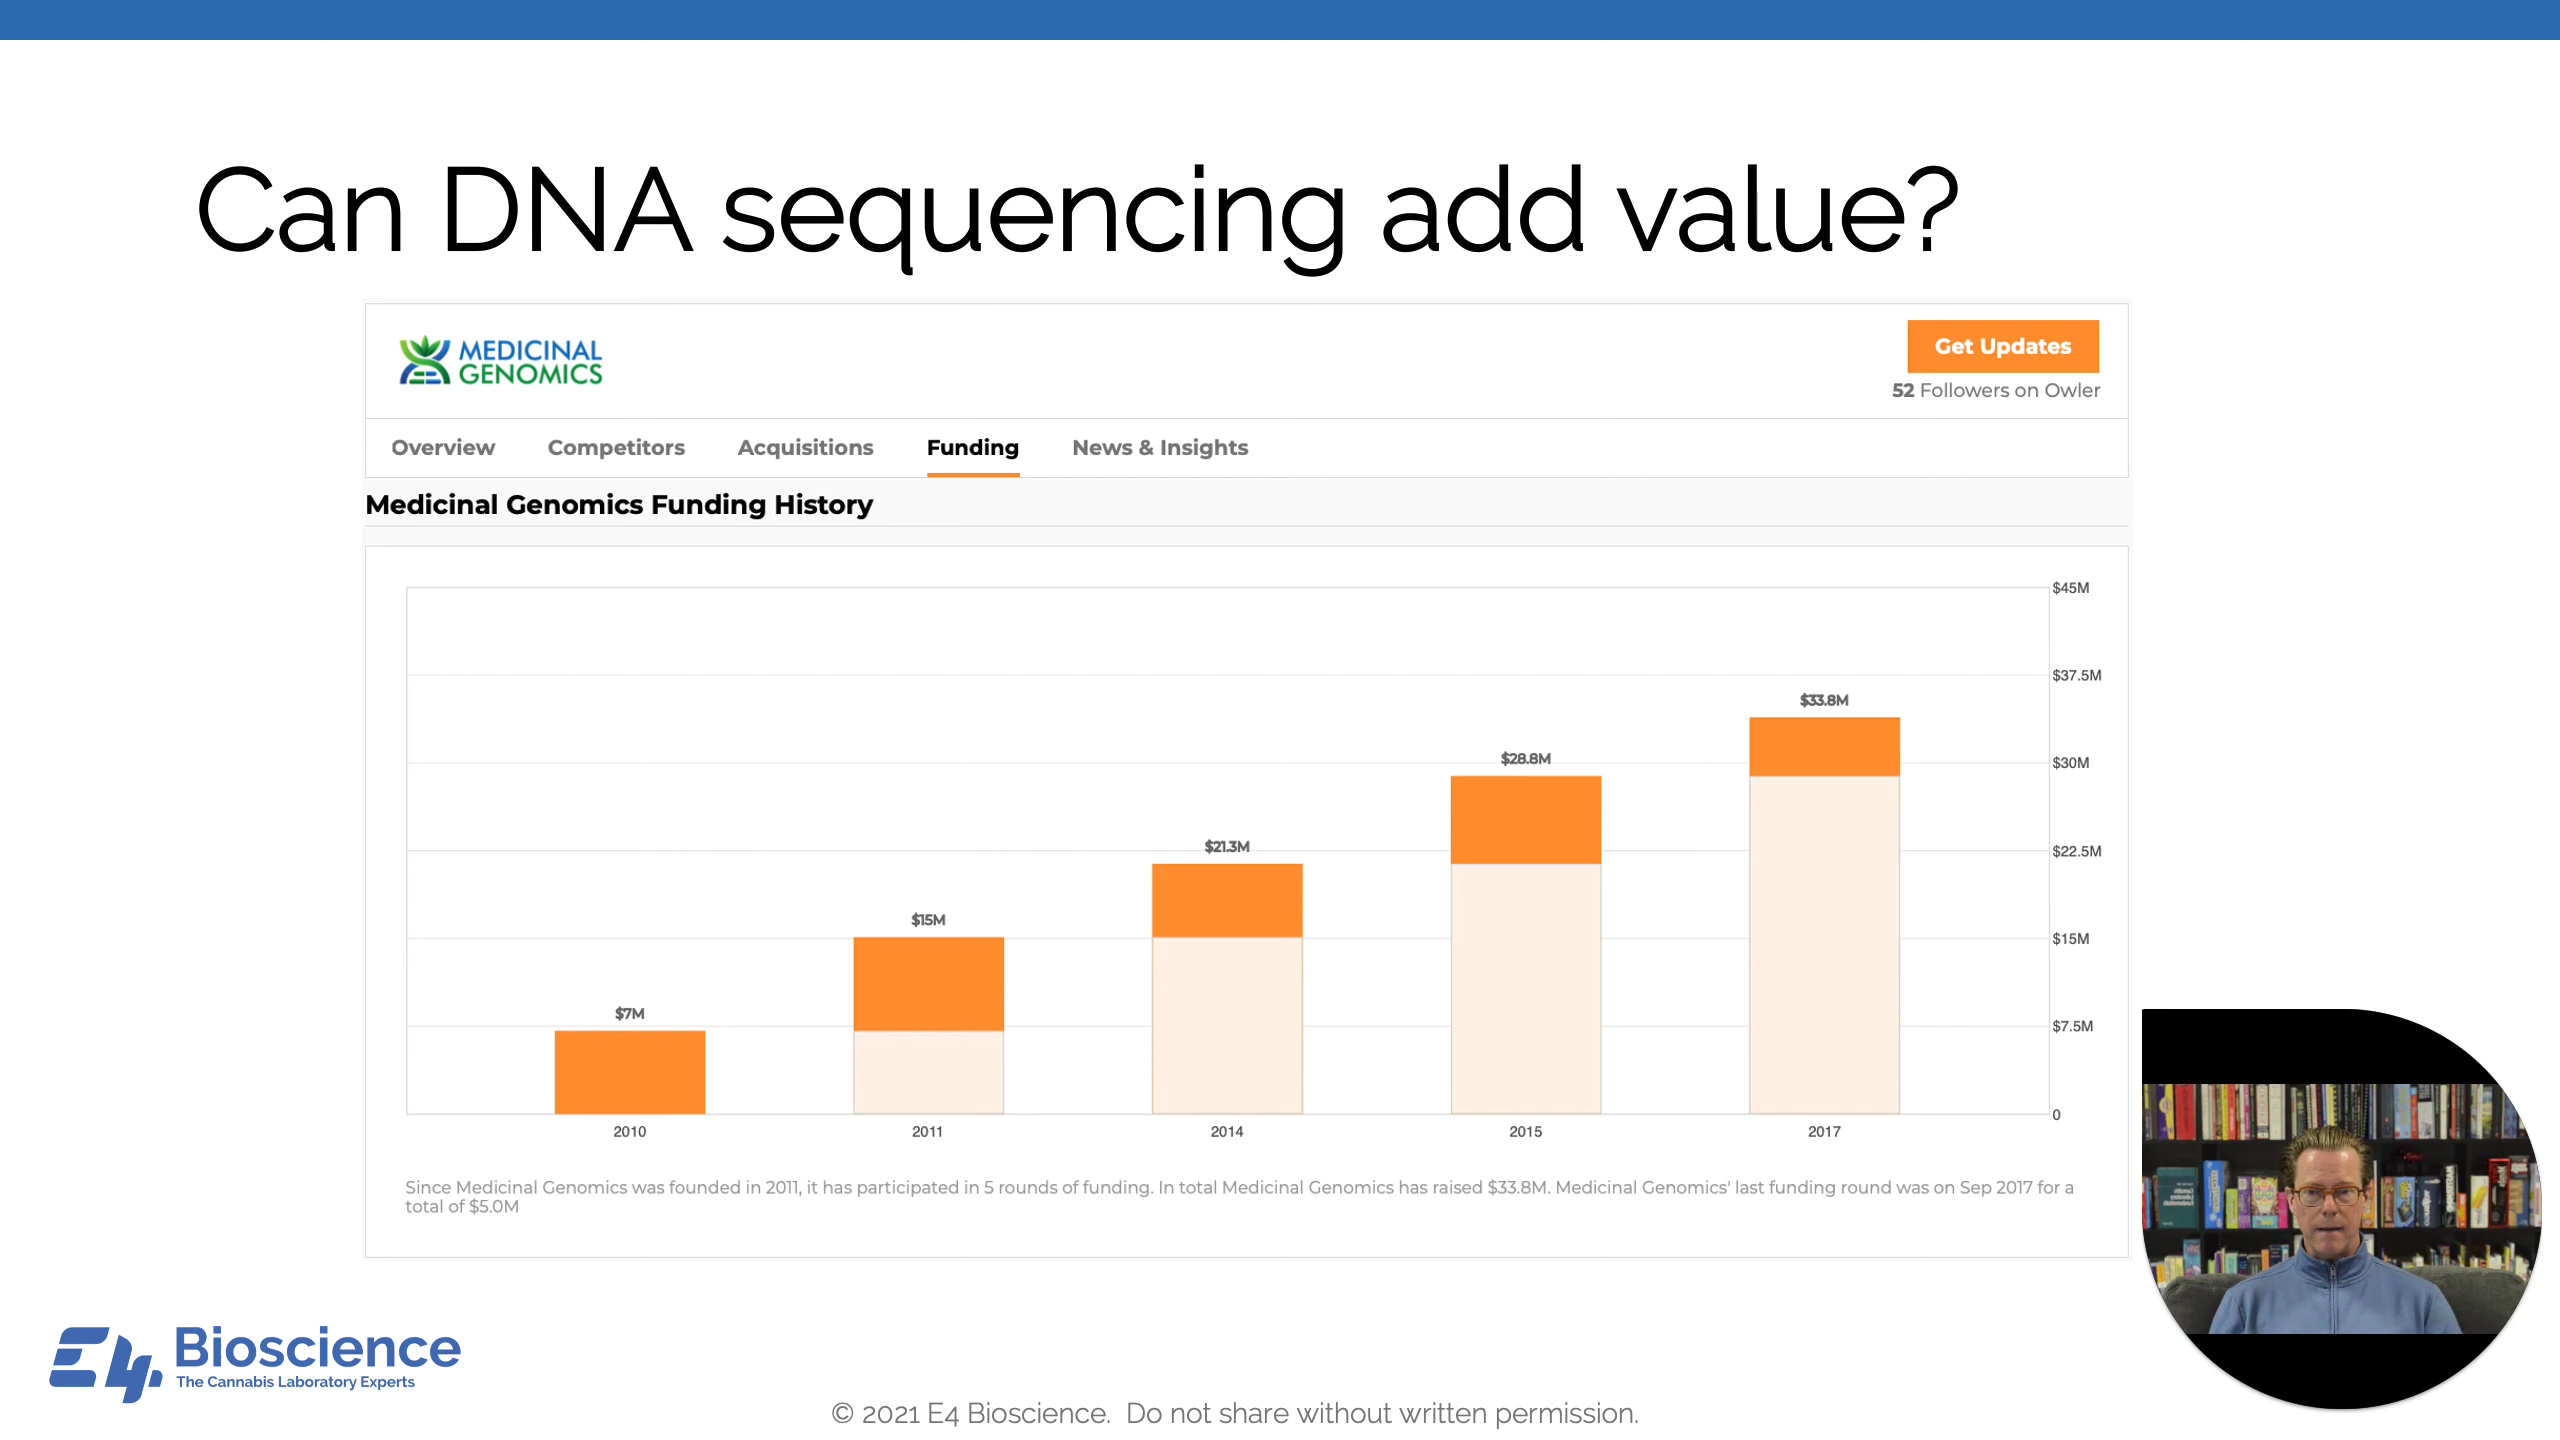 Can DNA sequencing add value?
MEDICINAL
GENOMICS
Get Updates
52 Followers on Owler
Overview
Competitors
Acquisitions
Funding
News & Insights
Medicinal Genomics Funding History
$45M
$37.5M
$30M
$22.5M
$15M
$7.5M
0
$7M
$15M
$21.3M
$28.8M
$33.8M
2010
2011
2014
2015
2017
Since Medicinal Genomics was founded in 2011, it has participated in 5 rounds of funding. In total Medicinal Genomics has raised $33.8M. Medicinal Genomics' last funding round was on Sep 2017 for a
total of $5.0M
E4 Bioscience
The Cannabis Laboratory Experts
© 2021 E4 Bioscience. Do not share without written permission.